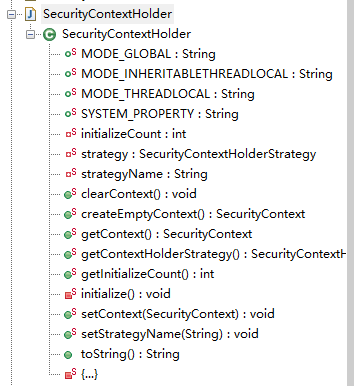 SecurityContextHolder
SecurityContextHolder
MODE_GLOBAL : String
MODE_INHERITABLETHREADLOCAL : String
MODE_THREADLOCAL : String
SYSTEM_PROPERTY : String
initializeCount : int
strategy : SecurityContextHolderStrategy
strategyName : String
clearContext() : void
createEmptyContext() : SecurityContext
getContext() : SecurityContext
getContextHolderStrategy() : SecurityContextH
getInitializeCount() : int
initialize() : void
setContext(SecurityContext) : void
setStrategyName(String) : void
toString() : String
{...}